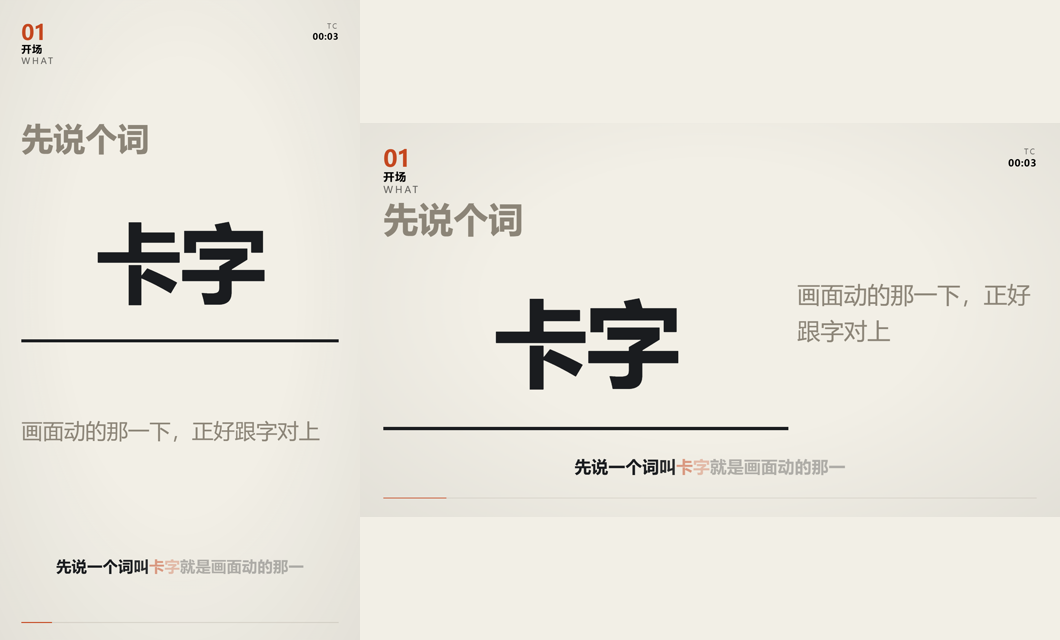 01
开场
WHAT
TC
00:03
先说个词
卡字
画面动的那一下，正好跟字对上
先说一个词叫卡字就是画面动的那一
01
开场
WHAT
TC
00:03
先说个词
卡字
画面动的那一下，正好
跟字对上
先说一个词叫卡字就是画面动的那一